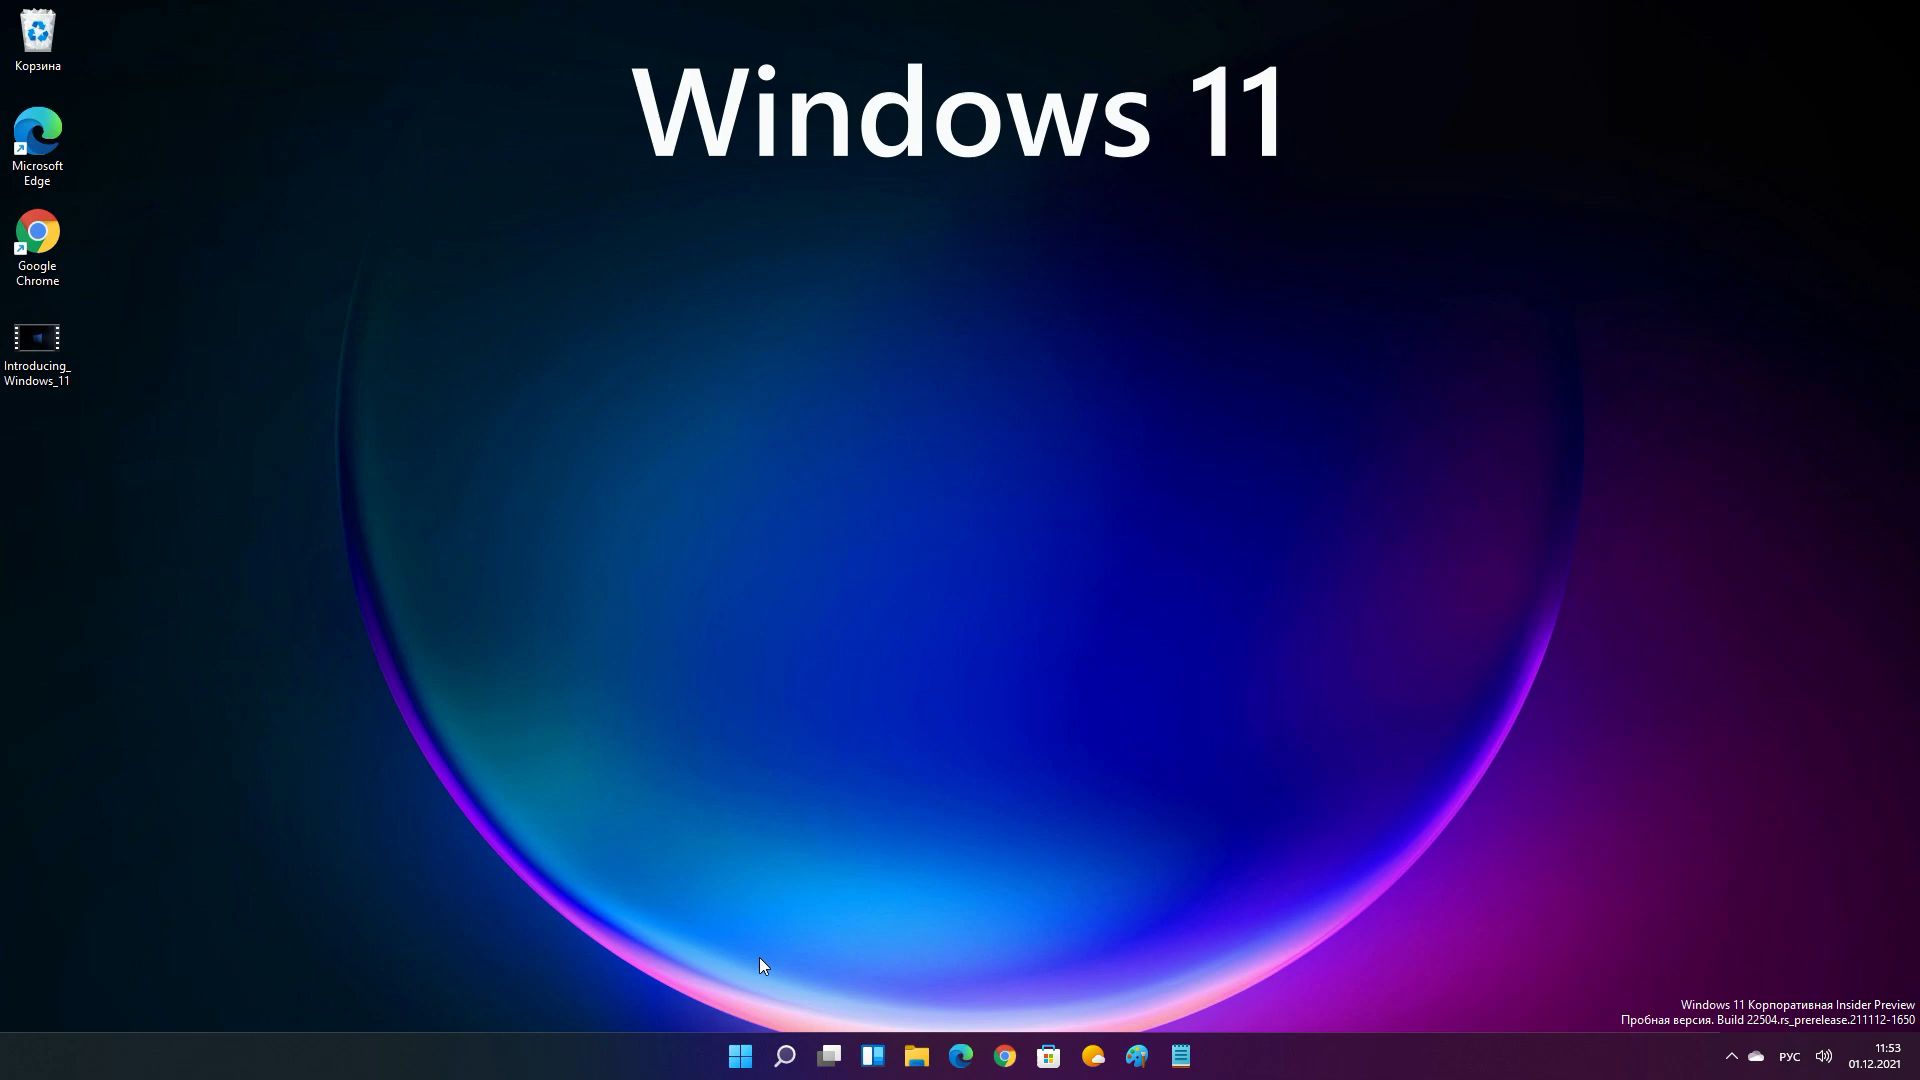 Windows 11
Корзина
Microsoft
Edge
Google
Chrome
Introducing_
Windows_11
Windows 11 Корпоративная Insider Preview
Пробная версия. Build 22504.rs_prerelease.211112-1650
РУС
11:53
01.12.2021